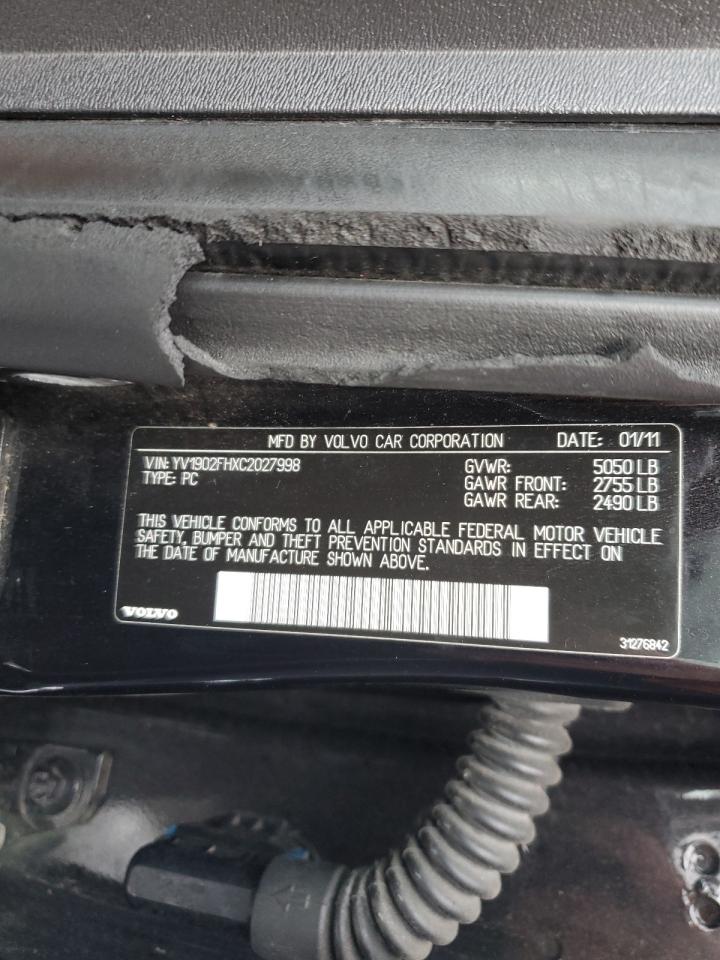 MFD BY VOLVO CAR CORPORATION DATE: 01/11
VIN: YV1902FHXC2027998 GVWR: 5050 LB
TYPE: PC GAWR FRONT: 2755 LB
GAWR REAR: 2490 LB
THIS VEHICLE CONFORMS TO ALL APPLICABLE FEDERAL MOTOR VEHICLE
SAFETY, BUMPER AND THEFT PREVENTION STANDARDS IN EFFECT ON
THE DATE OF MANUFACTURE SHOWN ABOVE.
VOLVO 31276842